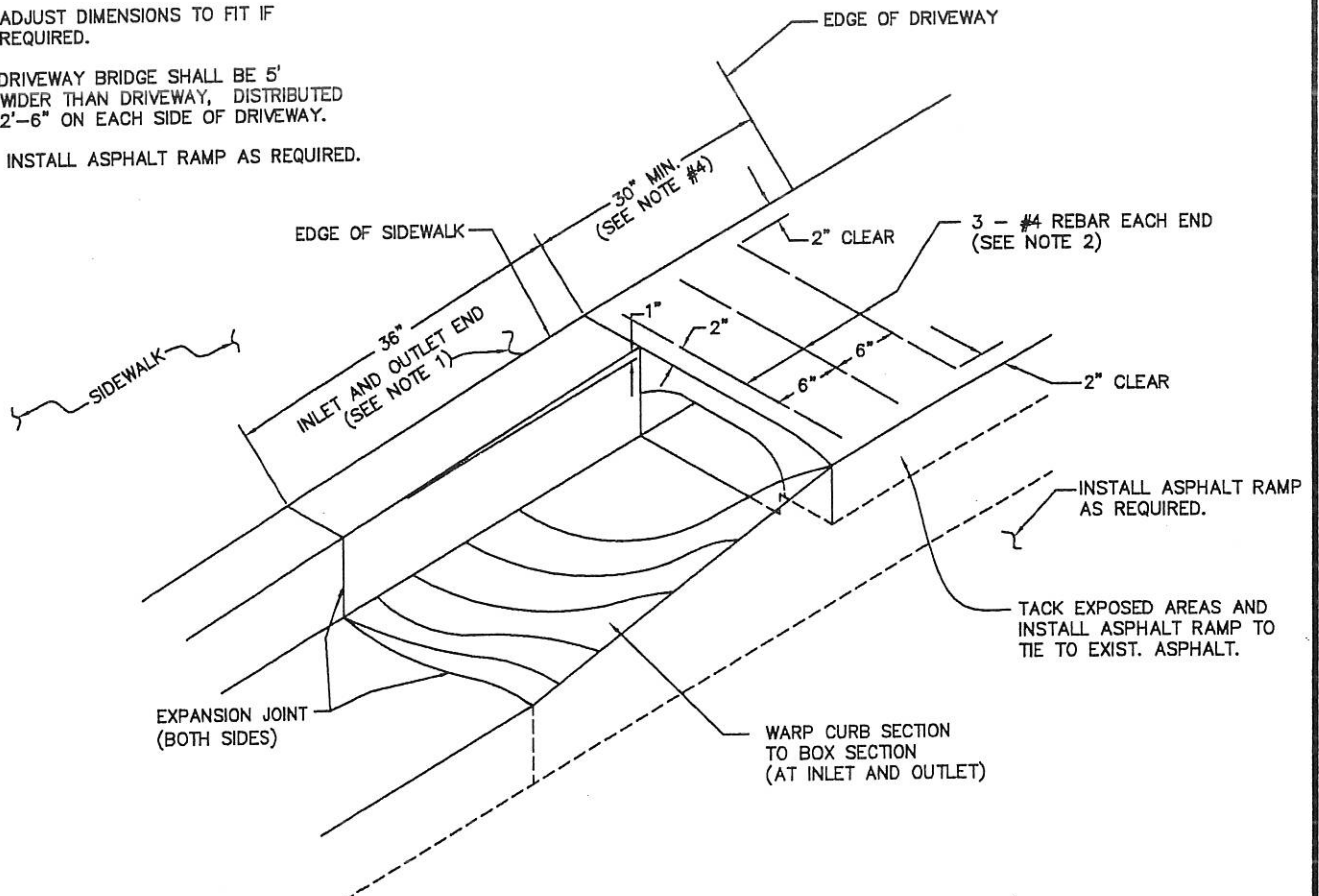 ADJUST DIMENSIONS TO FIT IF
REQUIRED.
DRIVEWAY BRIDGE SHALL BE 5'
WIDER THAN DRIVEWAY, DISTRIBUTED
2'-6" ON EACH SIDE OF DRIVEWAY.
INSTALL ASPHALT RAMP AS REQUIRED.
EDGE OF DRIVEWAY
30" MIN.
(SEE NOTE #4)
EDGE OF SIDEWALK
2" CLEAR
3 - #4 REBAR EACH END
(SEE NOTE 2)
36"
INLET AND OUTLET END
(SEE NOTE 1)
SIDEWALK
1"
2"
6"
6"
2" CLEAR
INSTALL ASPHALT RAMP
AS REQUIRED.
TACK EXPOSED AREAS AND
INSTALL ASPHALT RAMP TO
TIE TO EXIST. ASPHALT.
EXPANSION JOINT
(BOTH SIDES)
WARP CURB SECTION
TO BOX SECTION
(AT INLET AND OUTLET)